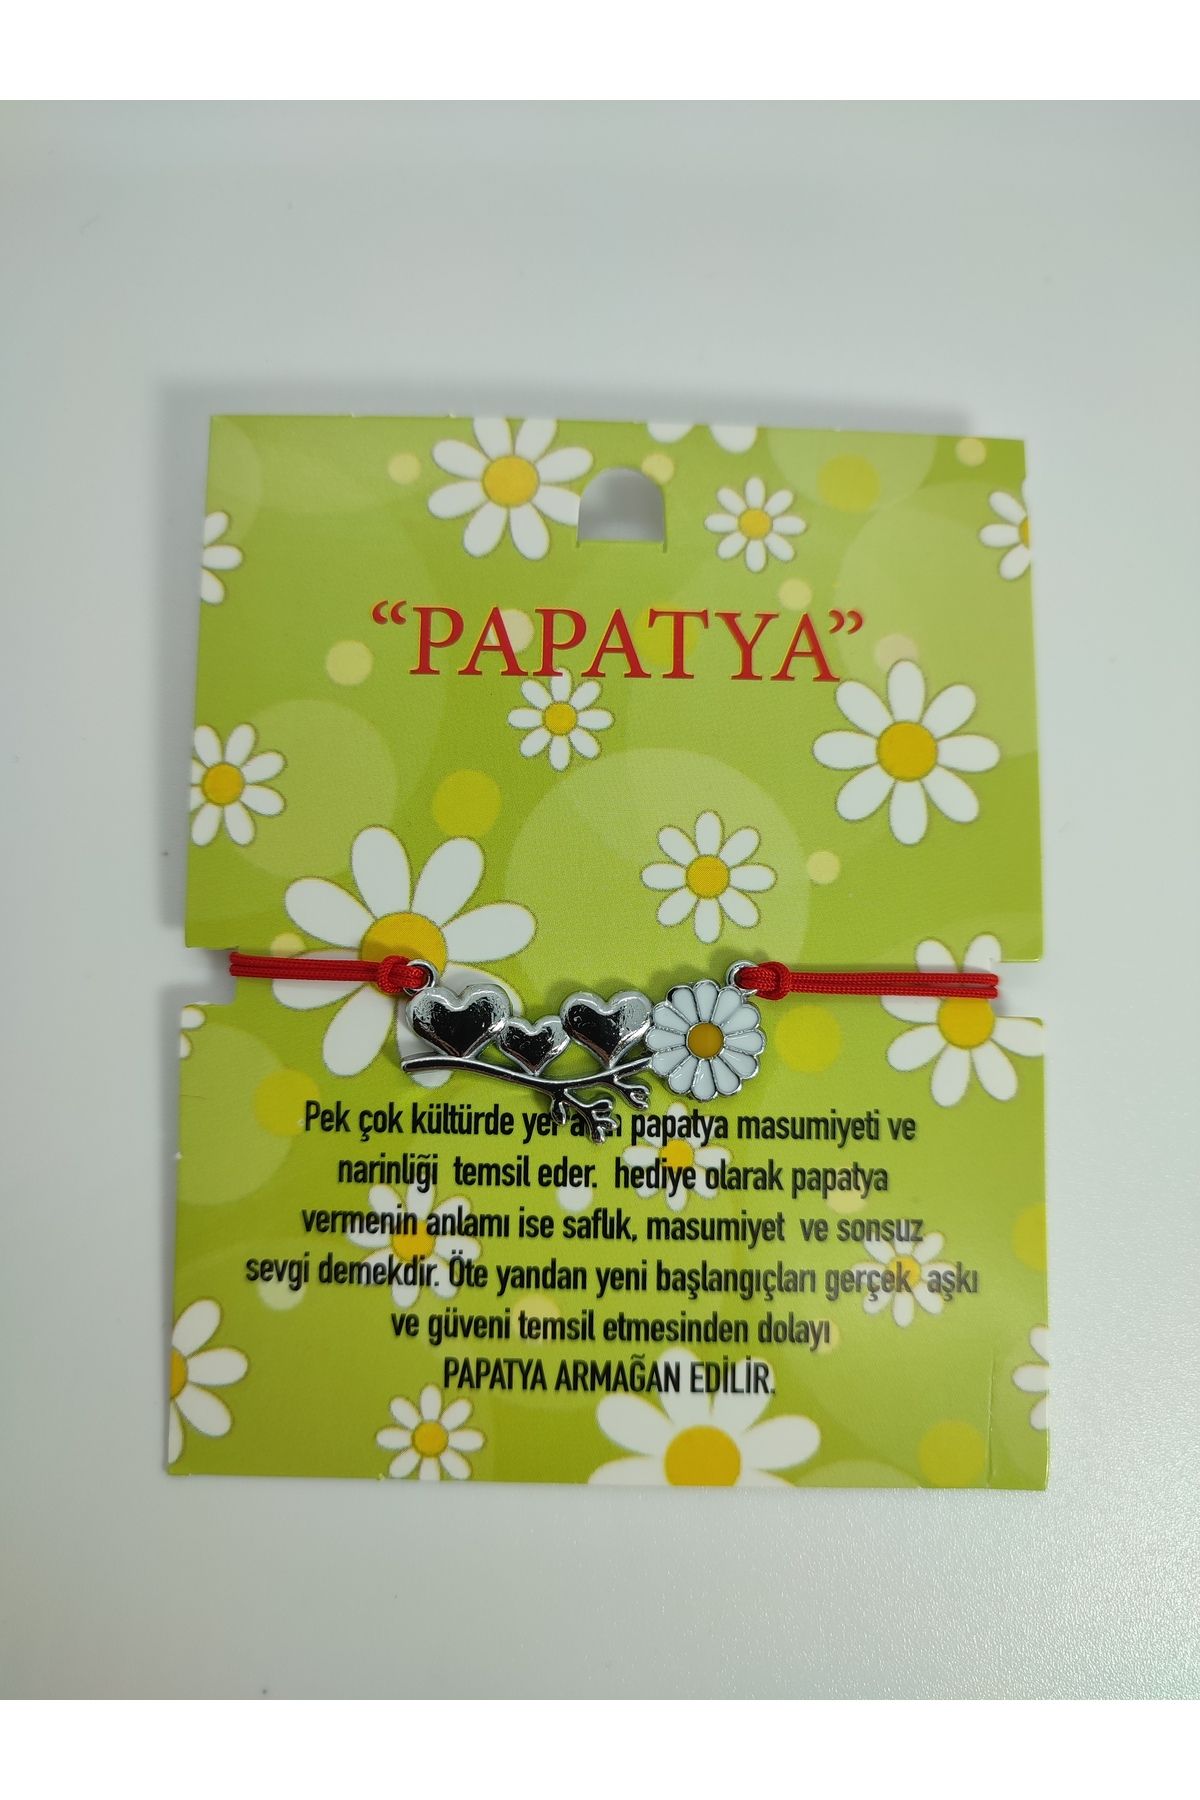 “PAPATYA”
Pek çok kültürde yer alan papatya masumiyeti ve
narinliği temsil eder. hediye olarak papatya
vermenin anlamı ise saflık, masumiyet ve sonsuz
sevgi demekdir. Öte yandan yeni başlangıçları gerçek aşkı
ve güveni temsil etmesinden dolayı
PAPATYA ARMAĞAN EDİLİR.